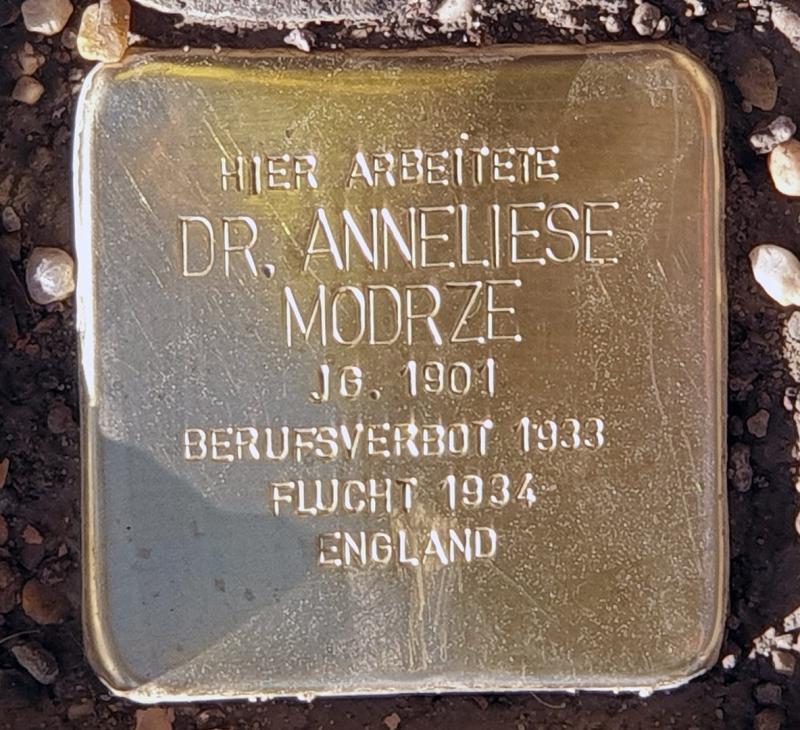 HIER ARBEITETE
DR. ANNELIESE
MODRZE
JG. 1901
BERUFSVERBOT 1933
FLUCHT 1934
ENGLAND